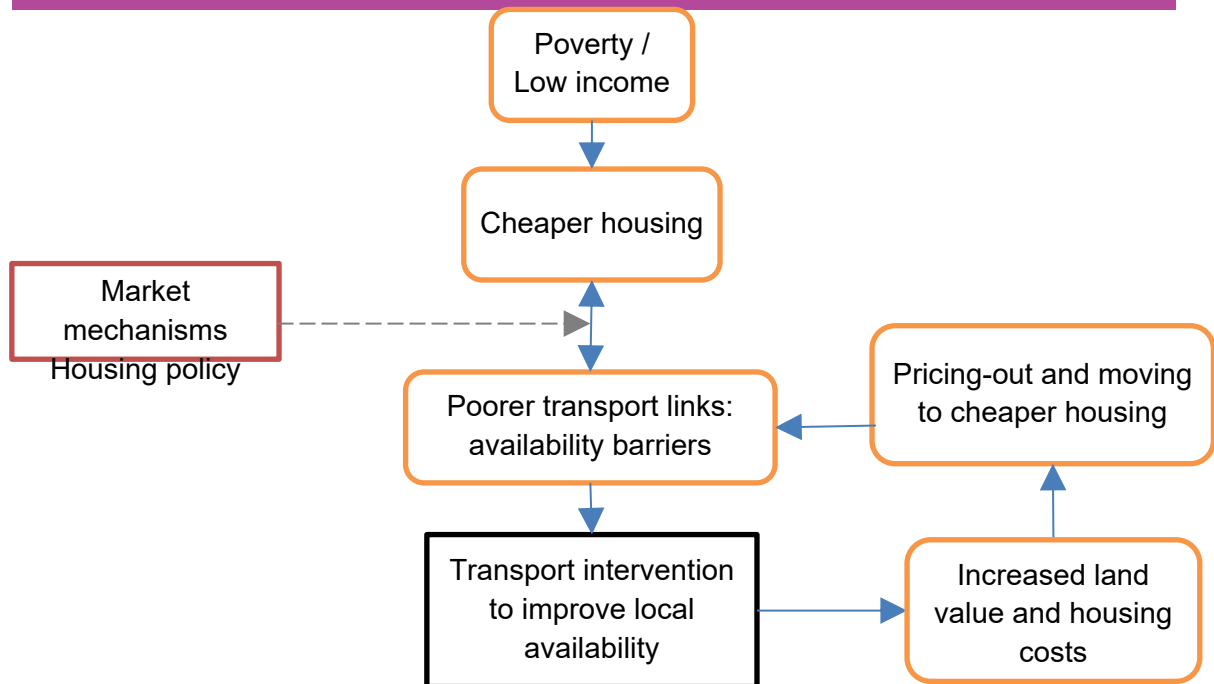 Poverty /
Low income
Cheaper housing
Market
mechanisms
Housing policy
Poorer transport links:
availability barriers
Pricing-out and moving
to cheaper housing
Transport intervention
to improve local
availability
Increased land
value and housing
costs